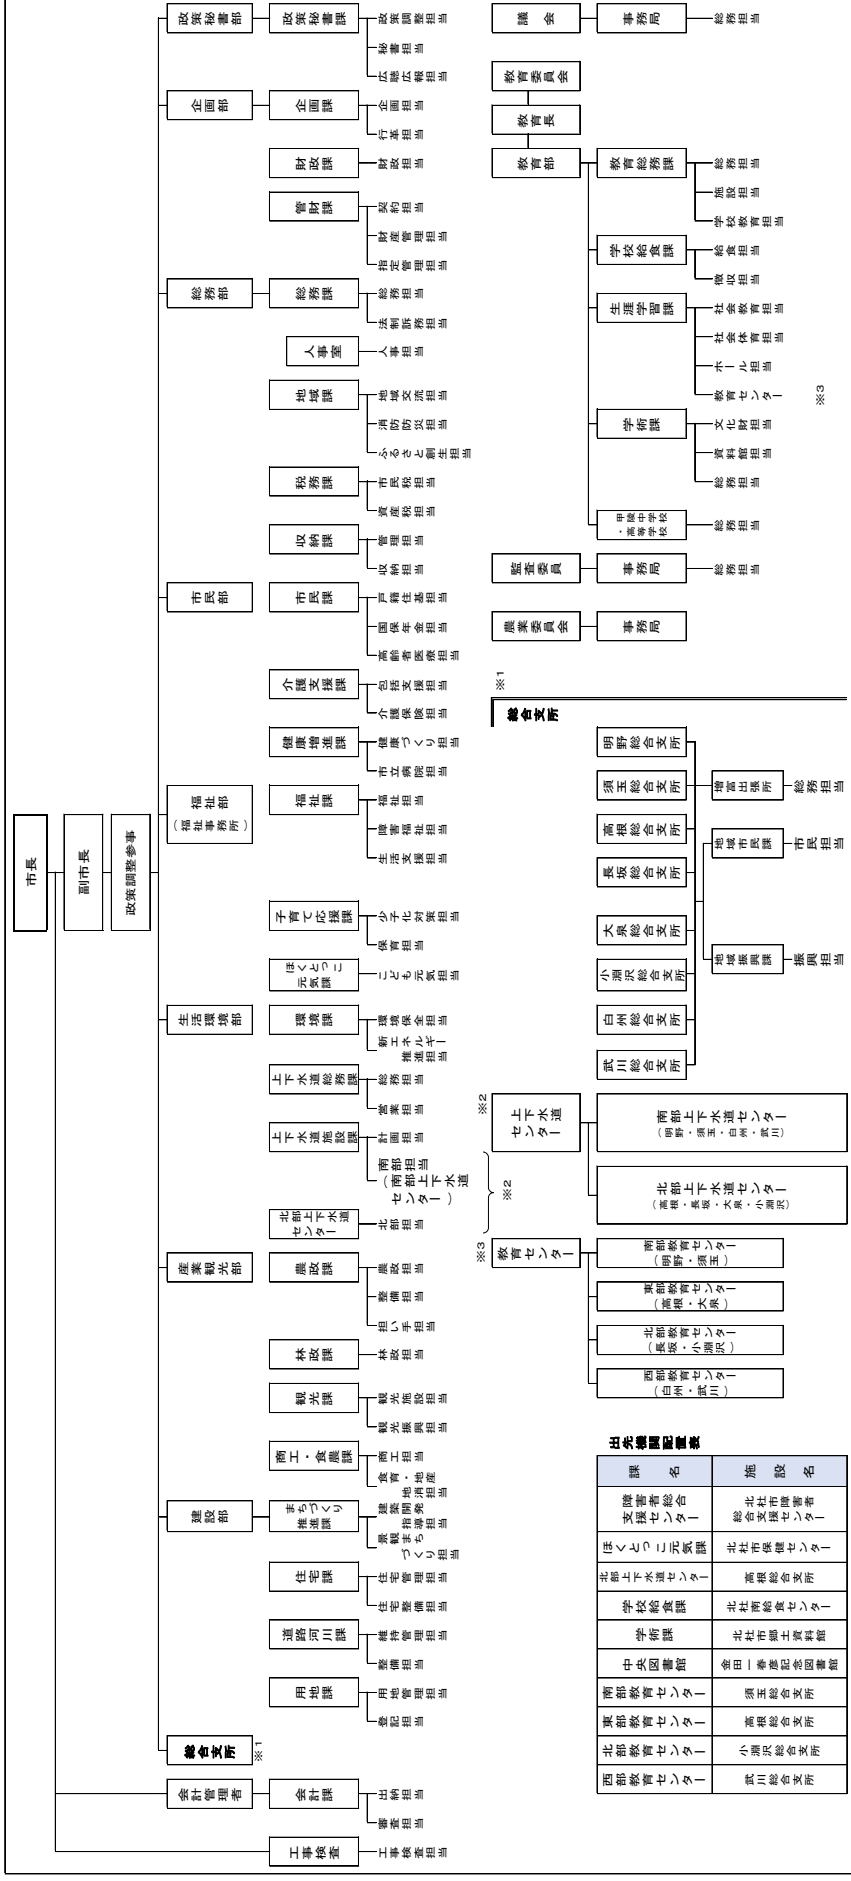 市長
副市長
政策調整参事
政策秘書部
政策秘書課
政策調整担当
秘書担当
広聴広報担当
企画部
企画課
企画担当
行革担当
財政課
財政担当
管財課
契約担当
財産管理担当
指定管理担当
総務部
総務課
総務担当
法制訴務担当
人事室
人事担当
地域課
地域交流担当
消防防災担当
ふるさと創生担当
税務課
市民税担当
資産税担当
収納課
管理担当
収納担当
市民部
市民課
戸籍住基担当
国保年金担当
高齢者医療担当
介護支援課
包括支援担当
介護保険担当
健康増進課
健康づくり担当
市立病院担当
福祉部
(福祉事務所)
福祉課
福祉担当
障害福祉担当
生活支援担当
子育て応援課
少子化対策担当
保育担当
ほくとっこ
元気課
こども元気担当
生活環境部
環境課
環境保全担当
新エネルギー
推進担当
上下水道総務課
総務担当
営業担当
上下水道施設課
計画担当
南部担当
(南部上下水道
センター)
北部上下水道
センター
北部担当
※2
産業観光部
農政課
農政担当
整備担当
担い手担当
林政課
林政担当
観光課
観光施設担当
観光振興担当
商工・食農課
商工担当
食育・地産
地消担当
建設部
まちづくり
推進課
建築開発
指導担当
景観まち
づくり担当
住宅課
住宅管理担当
住宅整備担当
道路河川課
維持管理担当
整備担当
用地課
用地管理担当
登記担当
総合支所
※1
会計管理者
会計課
出納担当
審査担当
工事検査
工事検査担当
議会
事務局
総務担当
教育委員会
教育長
教育部
教育総務課
総務担当
施設担当
学校教育担当
学校給食課
給食担当
徴収担当
生涯学習課
社会教育担当
社会体育担当
ホール担当
教育センター
※3
学術課
文化財担当
資料館担当
総務担当
甲陵中学校
・高等学校
総務担当
監査委員
事務局
総務担当
農業委員会
事務局
※1
総合支所
明野総合支所
須玉総合支所
高根総合支所
長坂総合支所
大泉総合支所
小淵沢総合支所
白州総合支所
武川総合支所
増富出張所
総務担当
地域市民課
市民担当
地域振興課
振興担当
※2
上下水道
センター
南部上下水道センター
(明野・須玉・白州・武川)
北部上下水道センター
(高根・長坂・大泉・小淵沢)
※3
教育センター
南部教育センター
(明野・須玉)
東部教育センター
(高根・大泉)
北部教育センター
(長坂・小淵沢)
西部教育センター
(白州・武川)
出先機関配置表
課名 施設名
障害者総合
支援センター
北杜市障害者
総合支援センター
ほくとっこ元気課 北杜市保健センター
北部上下水道センター 高根総合支所
学校給食課 北杜南給食センター
学術課 北杜市郷土資料館
中央図書館 金田一春彦記念図書館
南部教育センター 須玉総合支所
東部教育センター 高根総合支所
北部教育センター 小淵沢総合支所
西部教育センター 武川総合支所